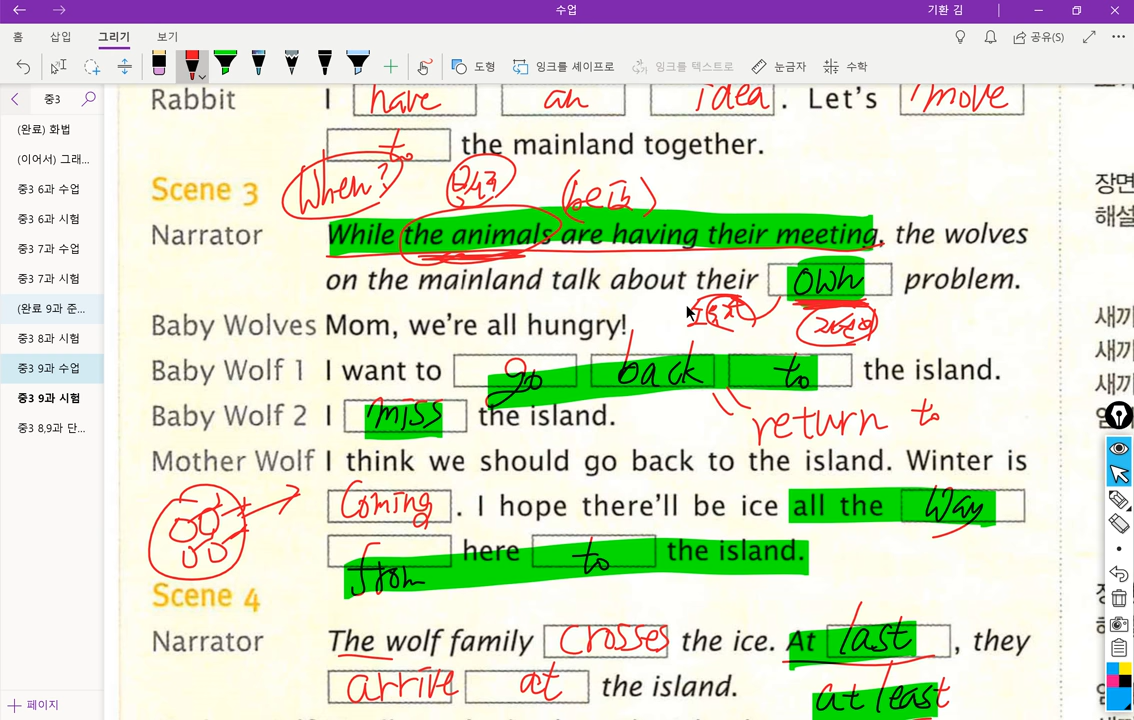 수업
기환 김
홈 삽입 그리기 보기
공유(S)
도형 잉크를 셰이프로 잉크를 텍스트로 눈금자 수학
중3
(완료) 화법
(이어서) 그래...
중3 6과 수업
중3 6과 시험
중3 7과 수업
중3 7과 시험
(완료 9과 준...
중3 8과 시험
중3 9과 수업
중3 9과 시험
중3 8,9과 단...
페이지
Rabbit I have an idea . Let's move
to the mainland together.
When?
Scene 3
장면
해설
Narrator While the animals are having their meeting, the wolves
on the mainland talk about their own problem.
Baby Wolves Mom, we're all hungry!
새끼
Baby Wolf 1 I want to go back to the island.
새끼
Baby Wolf 2 I miss the island.
새끼
return to
Mother Wolf I think we should go back to the island. Winter is
coming . I hope there'll be ice all the way
from here to the island.
Scene 4
Narrator The wolf family crosses the ice. At last , they
arrive at the island.
at least